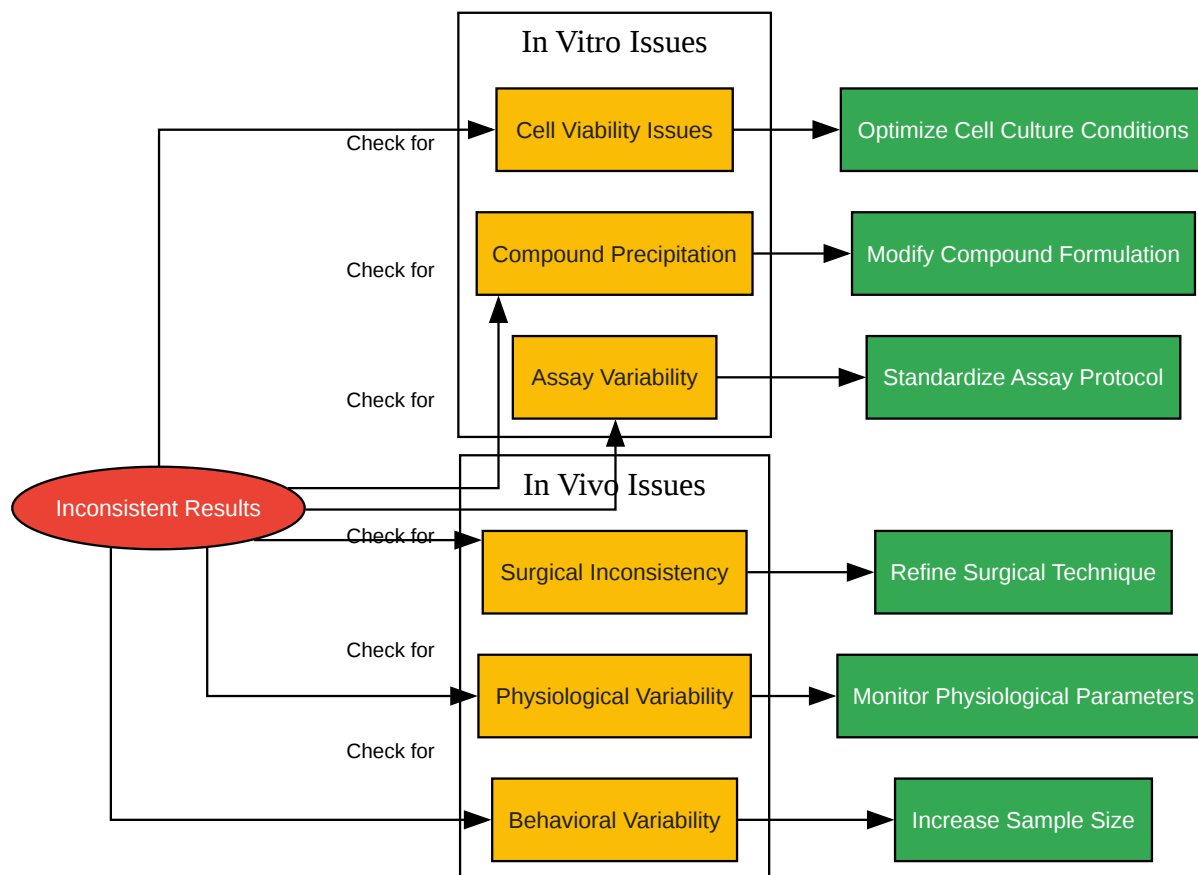 In Vitro Issues
Cell Viability Issues
Optimize Cell Culture Conditions
Check for
Compound Precipitation
Modify Compound Formulation
Check for
Assay Variability
Standardize Assay Protocol
Check for
In Vivo Issues
Inconsistent Results
Check for
Surgical Inconsistency
Refine Surgical Technique
Check for
Physiological Variability
Monitor Physiological Parameters
Check for
Behavioral Variability
Increase Sample Size